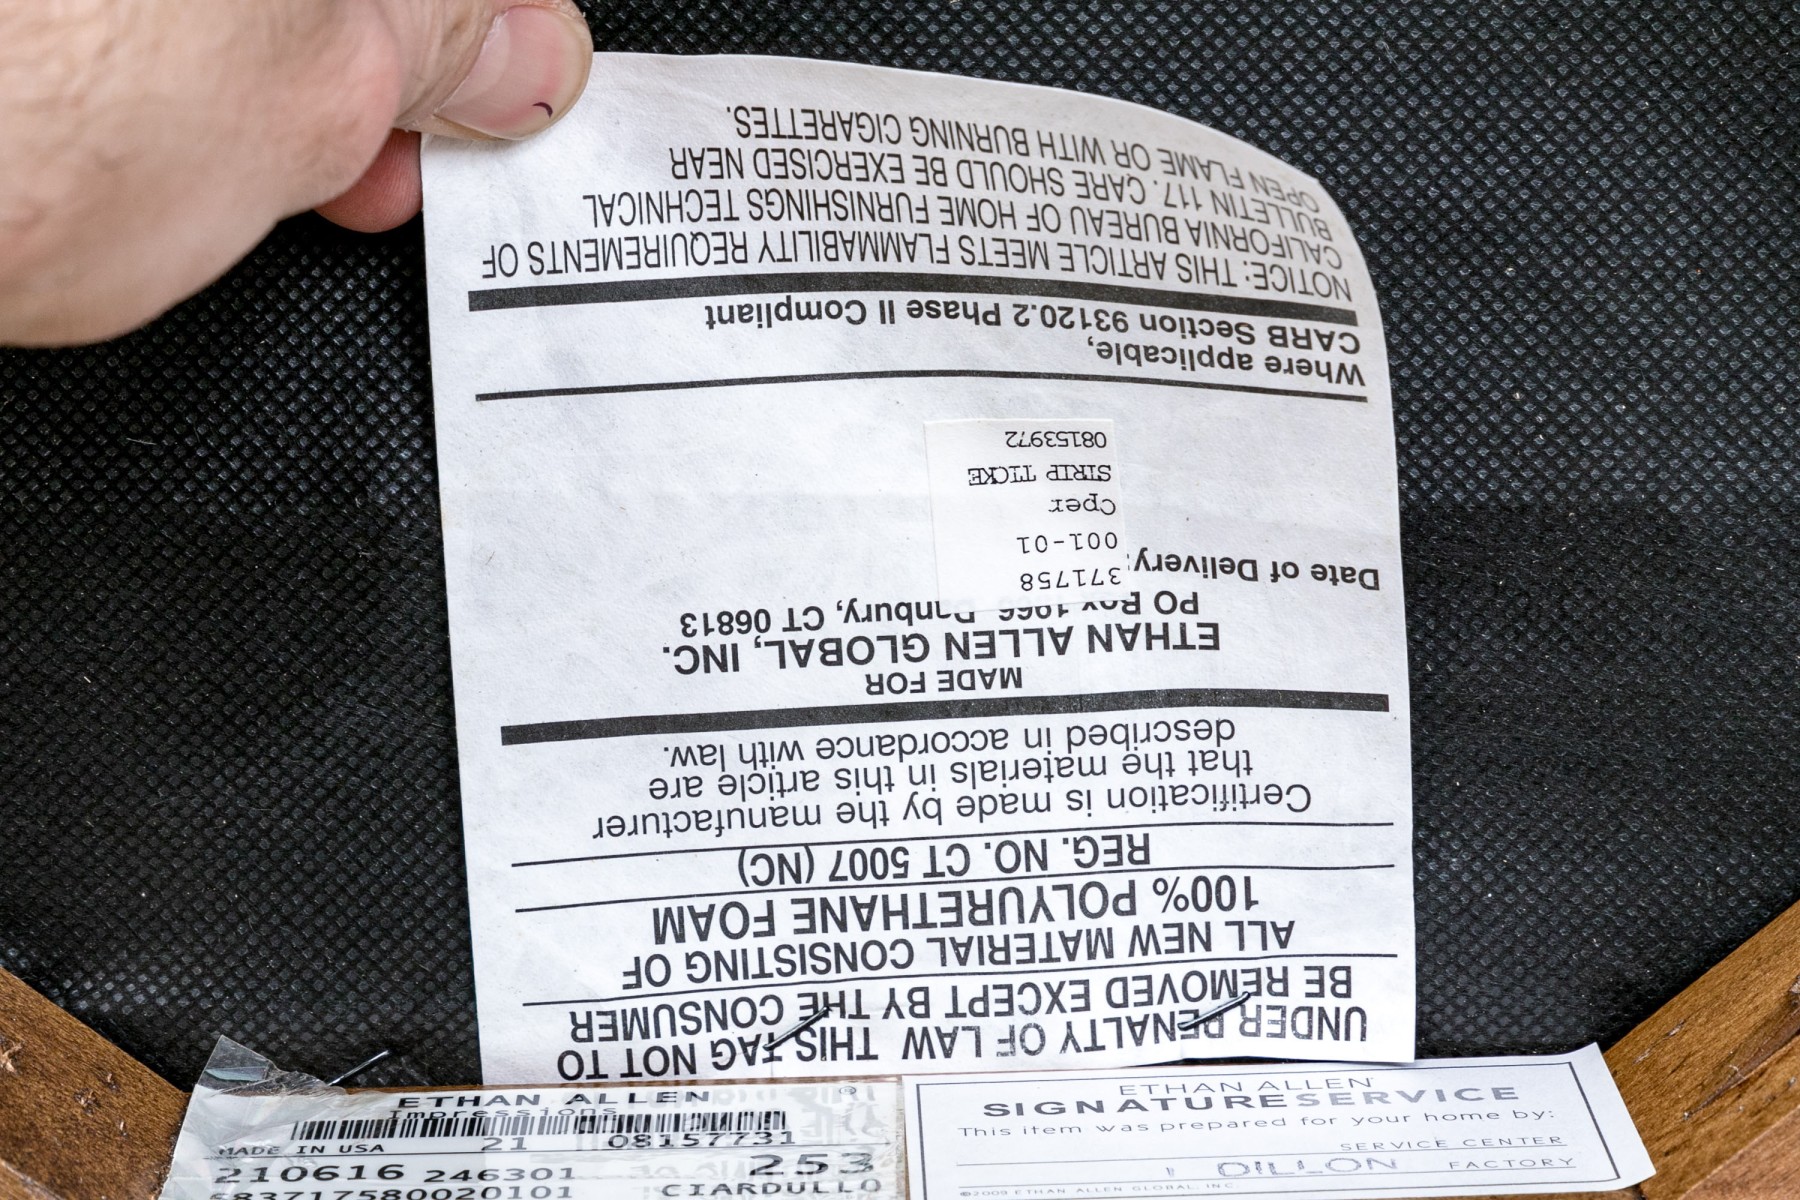 UNDER PENALTY OF LAW THIS TAG NOT TO
BE REMOVED EXCEPT BY THE CONSUMER
ALL NEW MATERIAL CONSISTING OF
100% POLYURETHANE FOAM
REG. NO. CT 5007 (NC)
Certification is made by the manufacturer
that the materials in this article are
described in accordance with law.
MADE FOR
ETHAN ALLEN GLOBAL, INC.
PO Box 1966, Danbury, CT 06813
Date of Delivery:
371758
001-01
Cper
STRIP TICKE
08153972
Where applicable,
CARB Section 93120.2 Phase II Compliant
NOTICE: THIS ARTICLE MEETS FLAMMABILITY REQUIREMENTS OF
CALIFORNIA BUREAU OF HOME FURNISHINGS TECHNICAL
BULLETIN 117. CARE SHOULD BE EXERCISED NEAR
OPEN FLAME OR WITH BURNING CIGARETTES.
ETHAN ALLEN®
Impressions
MADE IN USA 21 08157731
210616 246301 253
S83717580020101 CIARDULLO
ETHAN ALLEN®
SIGNATURESERVICE
This item was prepared for your home by:
SERVICE CENTER
DILLON FACTORY
©2009 ETHAN ALLEN GLOBAL, INC.